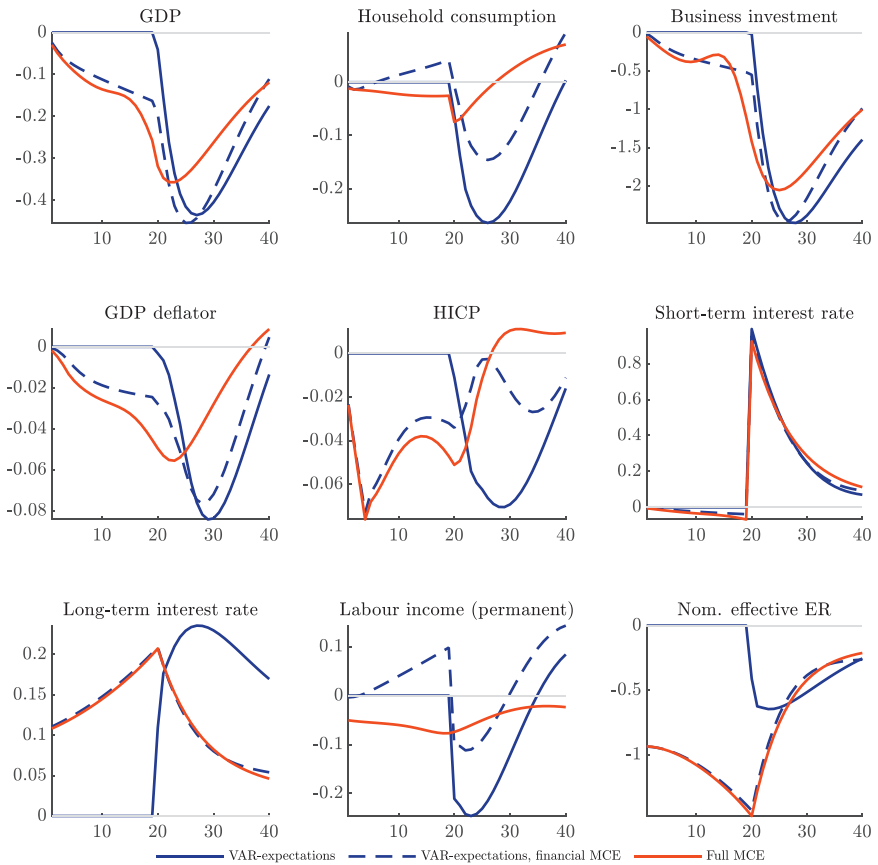 GDP
Household consumption
Business investment
0
-0.1
-0.2
-0.3
-0.4
10 20 30 40
0
-0.1
-0.2
10 20 30 40
0
-0.5
-1
-1.5
-2
10 20 30 40
GDP deflator
HICP
Short-term interest rate
0
-0.02
-0.04
-0.06
-0.08
10 20 30 40
0
-0.02
-0.04
-0.06
10 20 30 40
0.8
0.6
0.4
0.2
0
10 20 30 40
Long-term interest rate
Labour income (permanent)
Nom. effective ER
0.2
0.15
0.1
0.05
0
10 20 30 40
0.1
0
-0.1
-0.2
10 20 30 40
0
-0.5
-1
10 20 30 40
VAR-expectations
VAR-expectations, financial MCE
Full MCE